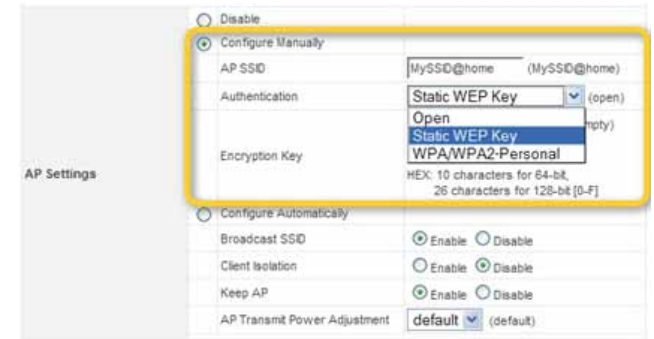 Disable
Configure Manually
AP SSID MySSID@home (MySSID@home)
Authentication Static WEP Key (open)
Open
Static WEP Key
WPA/WPA2-Personal
Encryption Key
HEX: 10 characters for 64-bit,
26 characters for 128-bit [0-F]
AP Settings
Configure Automatically
Broadcast SSID Enable Disable
Client Isolation Enable Disable
Keep AP Enable Disable
AP Transmit Power Adjustment default (default)